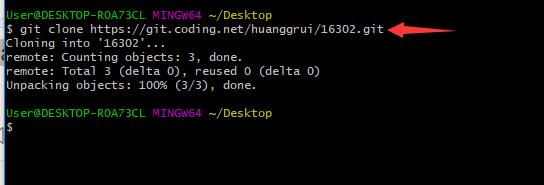 User@DESKTOP-ROA73CL MINGW64 ~/Desktop
$ git clone https://git.coding.net/huanggrui/16302.git
Cloning into '16302'...
remote: Counting objects: 3, done.
remote: Total 3 (delta 0), reused 0 (delta 0)
Unpacking objects: 100% (3/3), done.
User@DESKTOP-ROA73CL MINGW64 ~/Desktop
$